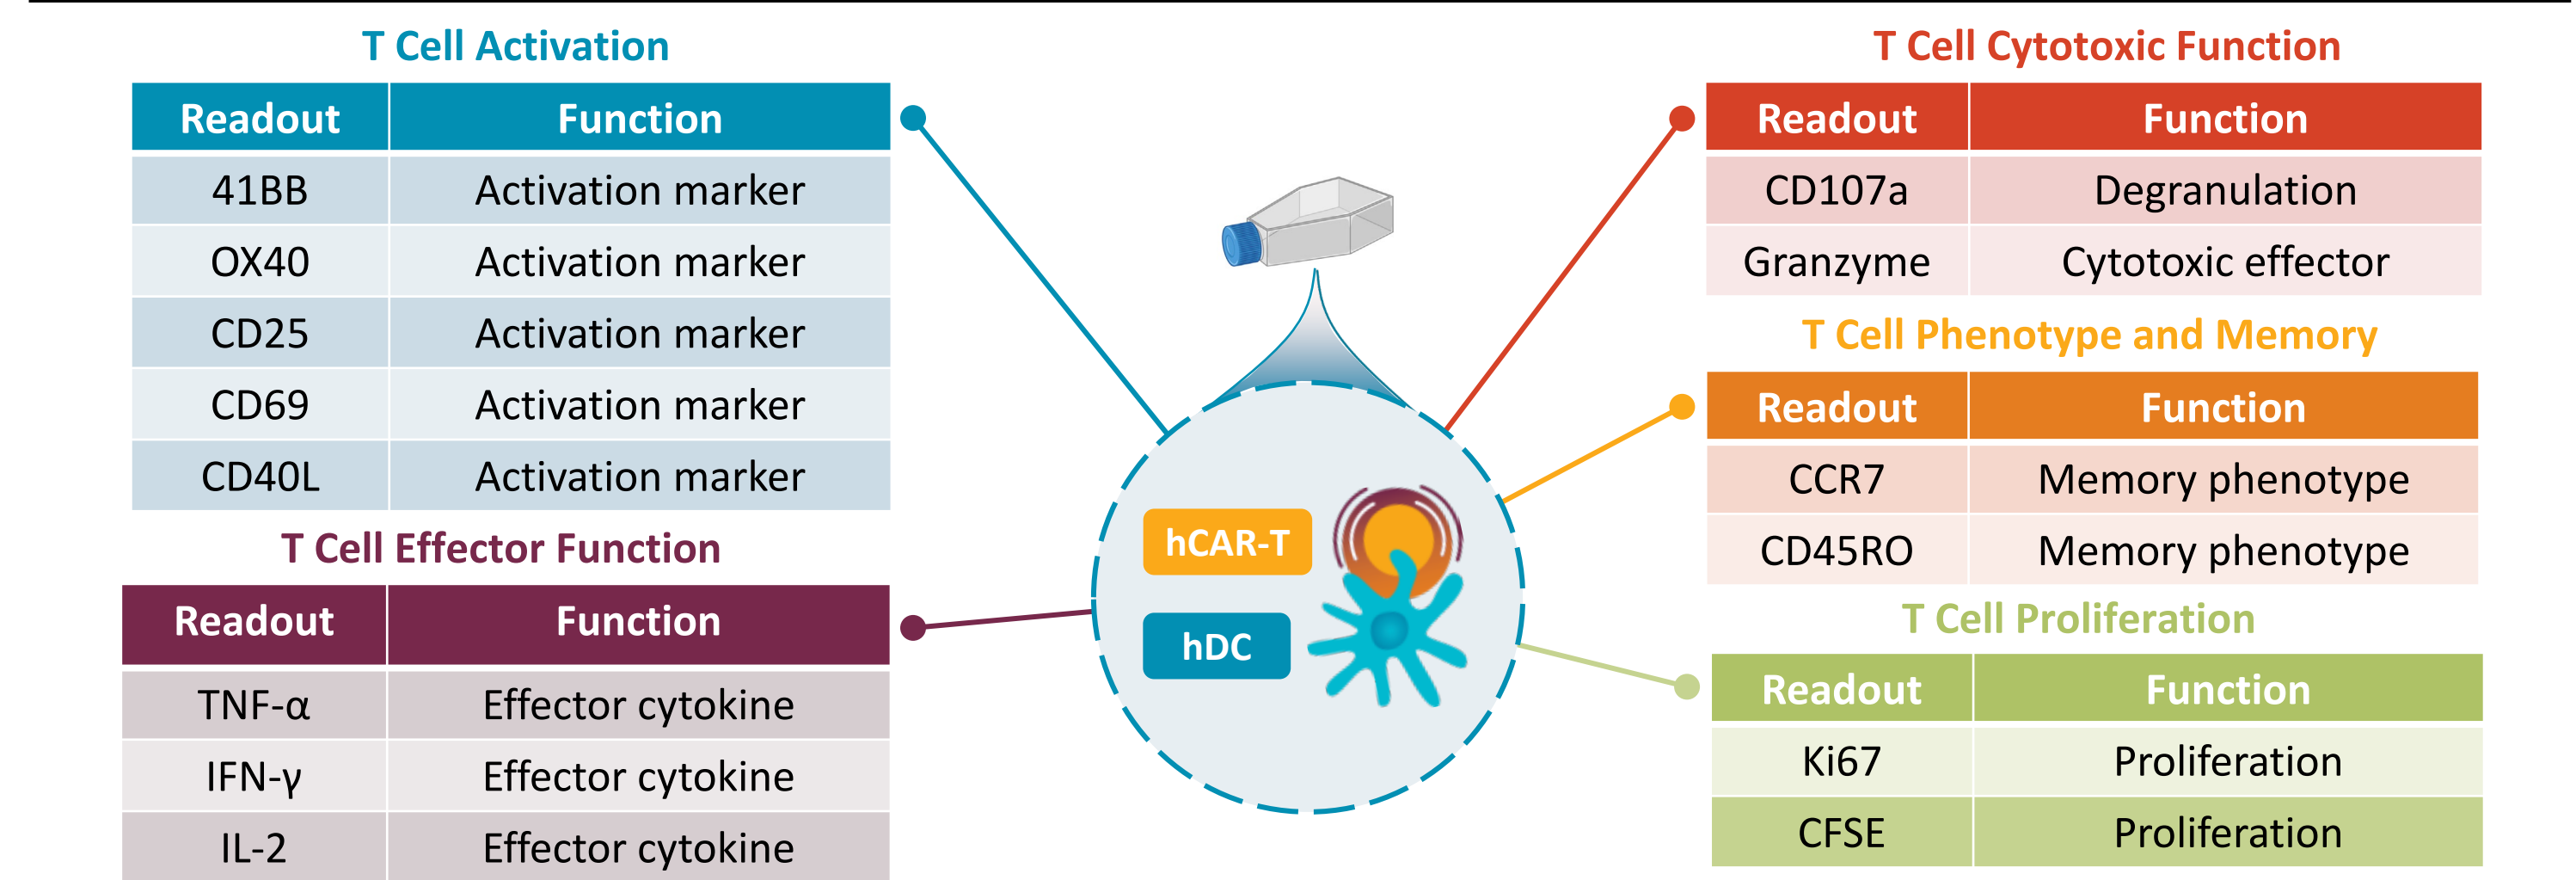 T Cell Activation
Readout Function
41BB Activation marker
OX40 Activation marker
CD25 Activation marker
CD69 Activation marker
CD40L Activation marker
T Cell Effector Function
Readout Function
TNF-α Effector cytokine
IFN-γ Effector cytokine
IL-2 Effector cytokine
hCAR-T
hDC
T Cell Cytotoxic Function
Readout Function
CD107a Degranulation
Granzyme Cytotoxic effector
T Cell Phenotype and Memory
Readout Function
CCR7 Memory phenotype
CD45RO Memory phenotype
T Cell Proliferation
Readout Function
Ki67 Proliferation
CFSE Proliferation